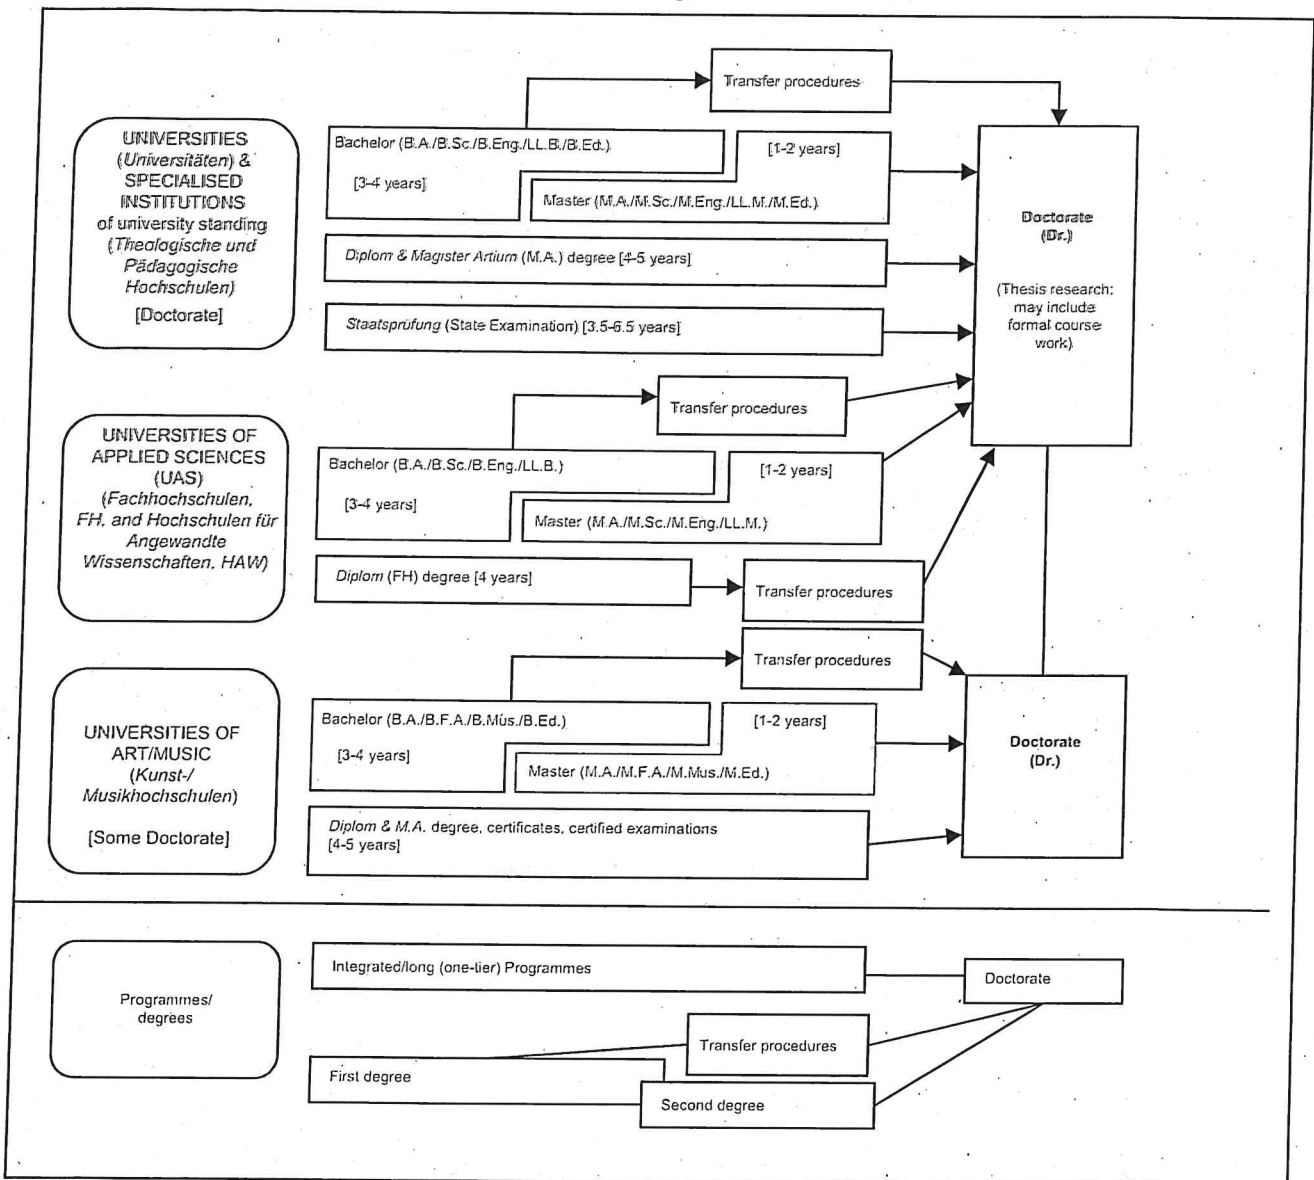 Transfer procedures
UNIVERSITIES
(Universitäten) &
SPECIALISED
INSTITUTIONS
of university standing
(Theologische und
Pädagogische
Hochschulen)
[Doctorate]
Bachelor (B.A./B.Sc./B.Eng./LL.B./B.Ed.)
[3-4 years]
[1-2 years]
Master (M.A./M.Sc./M.Eng./LL.M./M.Ed.)
Diplom & Magister Artium (M.A.) degree [4-5 years]
Staatsprüfung (State Examination) [3.5-6.5 years]
Doctorate
(Dr.)
(Thesis research:
may include
formal course
work)
Transfer procedures
UNIVERSITIES OF
APPLIED SCIENCES
(UAS)
(Fachhochschulen,
FH, and Hochschulen für
Angewandte
Wissenschaften, HAW)
Bachelor (B.A./B.Sc./B.Eng./LL.B.)
[3-4 years]
[1-2 years]
Master (M.A./M.Sc./M.Eng./LL.M.)
Diplom (FH) degree [4 years]
Transfer procedures
Transfer procedures
UNIVERSITIES OF
ART/MUSIC
(Kunst-/
Musikhochschulen)
[Some Doctorate]
Bachelor (B.A./B.F.A./B.Mus./B.Ed.)
[3-4 years]
[1-2 years]
Master (M.A./M.F.A./M.Mus./M.Ed.)
Diplom & M.A. degree, certificates, certified examinations
[4-5 years]
Doctorate
(Dr.)
Programmes/
degrees
Integrated/long (one-tier) Programmes
Doctorate
Transfer procedures
First degree
Second degree